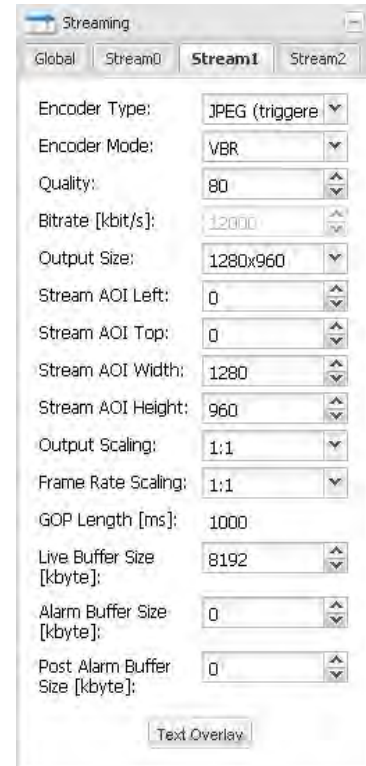 Streaming
Global Stream0 Stream1 Stream2
Encoder Type: JPEG (triggere
Encoder Mode: VBR
Quality: 80
Bitrate [kbit/s]: 12000
Output Size: 1280x960
Stream AOI Left: 0
Stream AOI Top: 0
Stream AOI Width: 1280
Stream AOI Height: 960
Output Scaling: 1:1
Frame Rate Scaling: 1:1
GOP Length [ms]: 1000
Live Buffer Size 8192
[kbyte]:
Alarm Buffer Size 0
[kbyte]:
Post Alarm Buffer 0
Size [kbyte]:
Text Overlay